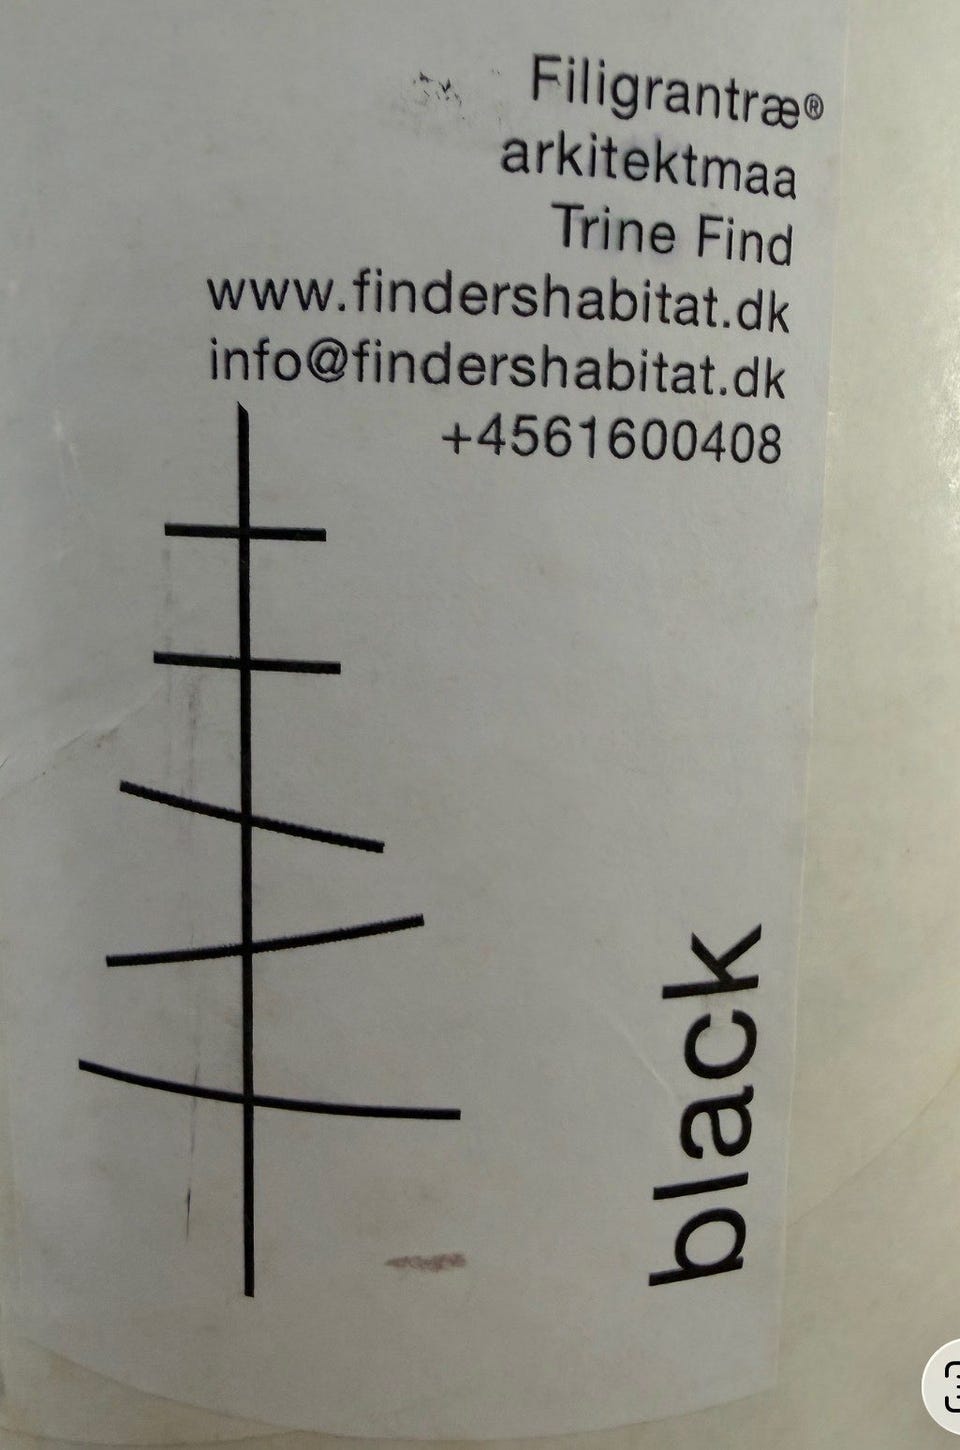 Filigrantræ®
arkitektmaa
Trine Find
www.findershabitat.dk
info@findershabitat.dk
+4561600408
black